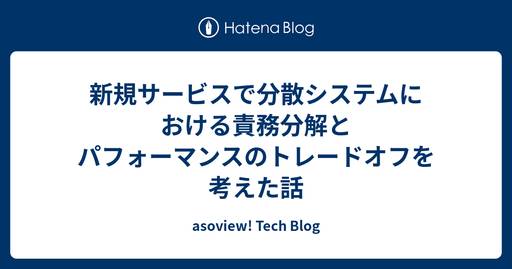 Hatena Blog
新規サービスで分散システムに
おける責務分解と
パフォーマンスのトレードオフを
考えた話
asoview! Tech Blog